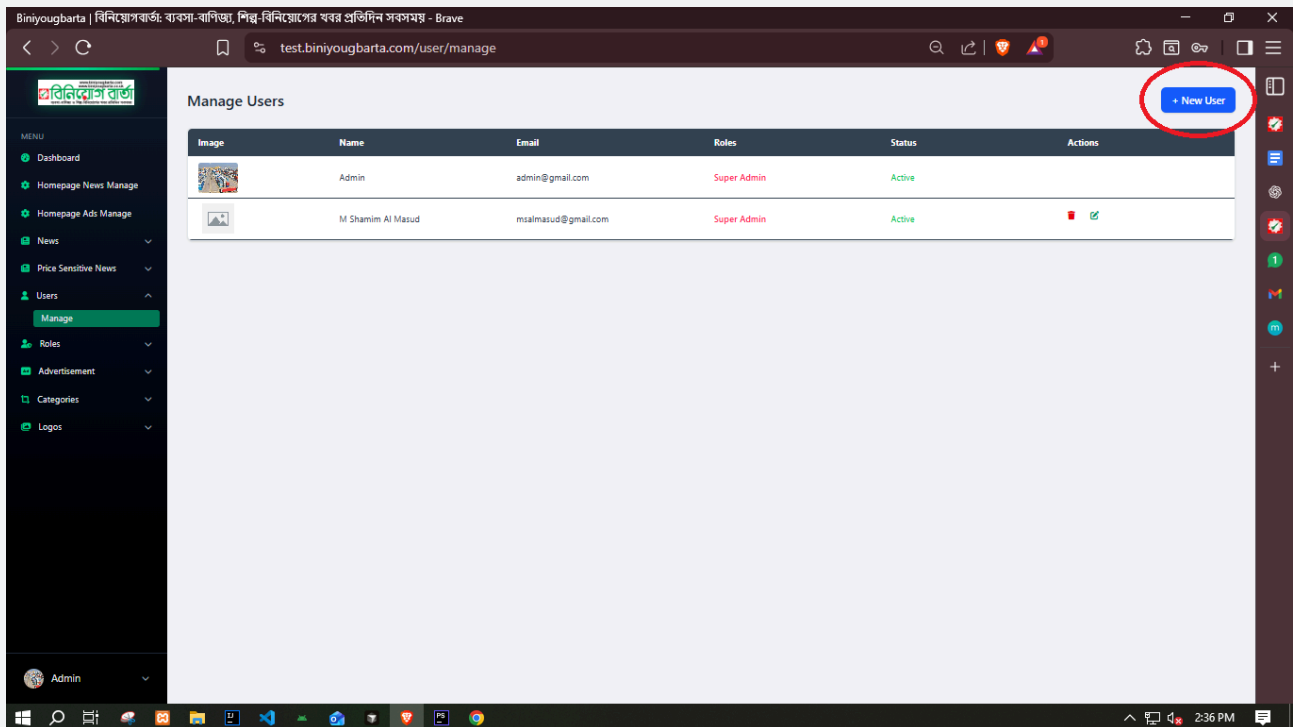 Biniyougbarta | বিনিয়োগবার্তা: ব্যবসা-বাণিজ্য, শিল্প-বিনিয়োগের খবর প্রতিদিন সবসময় - Brave
test.biniyougbarta.com/user/manage
1
বিনিয়োগ বার্তা
Manage Users
+ New User
MENU
Dashboard
Homepage News Manage
Homepage Ads Manage
News
Price Sensitive News
Users
Manage
Roles
Advertisement
Categories
Logos
Image Name Email Roles Status Actions
Admin admin@gmail.com Super Admin Active
M Shamim Al Masud msalmasud@gmail.com Super Admin Active
1
m
Admin
2:36 PM